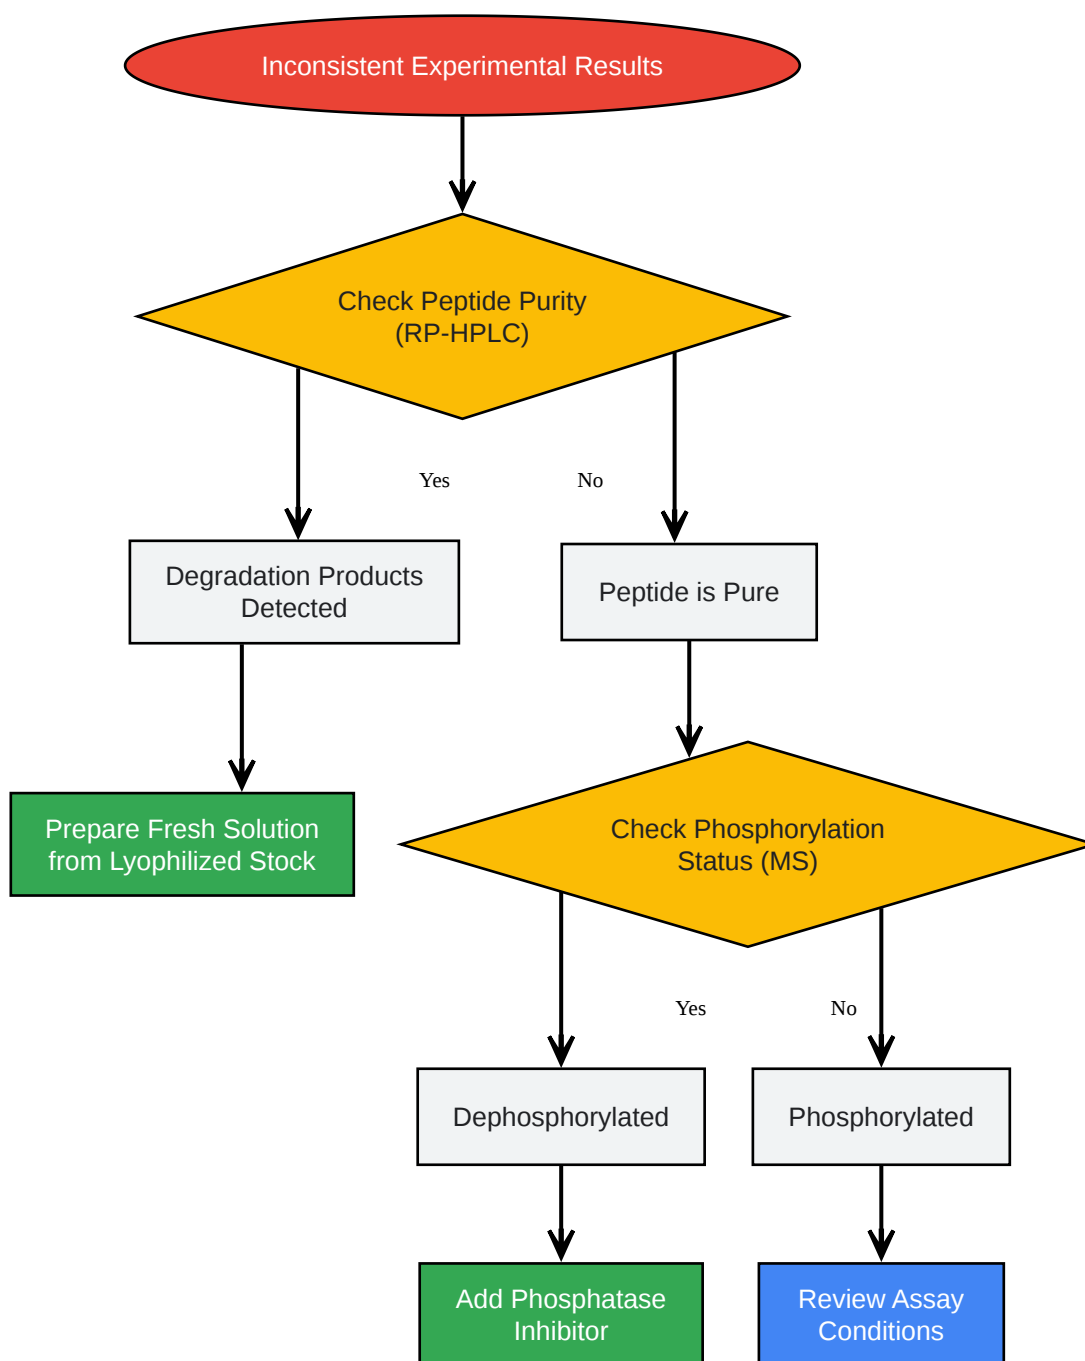 Inconsistent Experimental Results
Check Peptide Purity
(RP-HPLC)
Yes
No
Degradation Products
Detected
Peptide is Pure
Prepare Fresh Solution
from Lyophilized Stock
Check Phosphorylation
Status (MS)
Yes
No
Dephosphorylated
Phosphorylated
Add Phosphatase
Inhibitor
Review Assay
Conditions